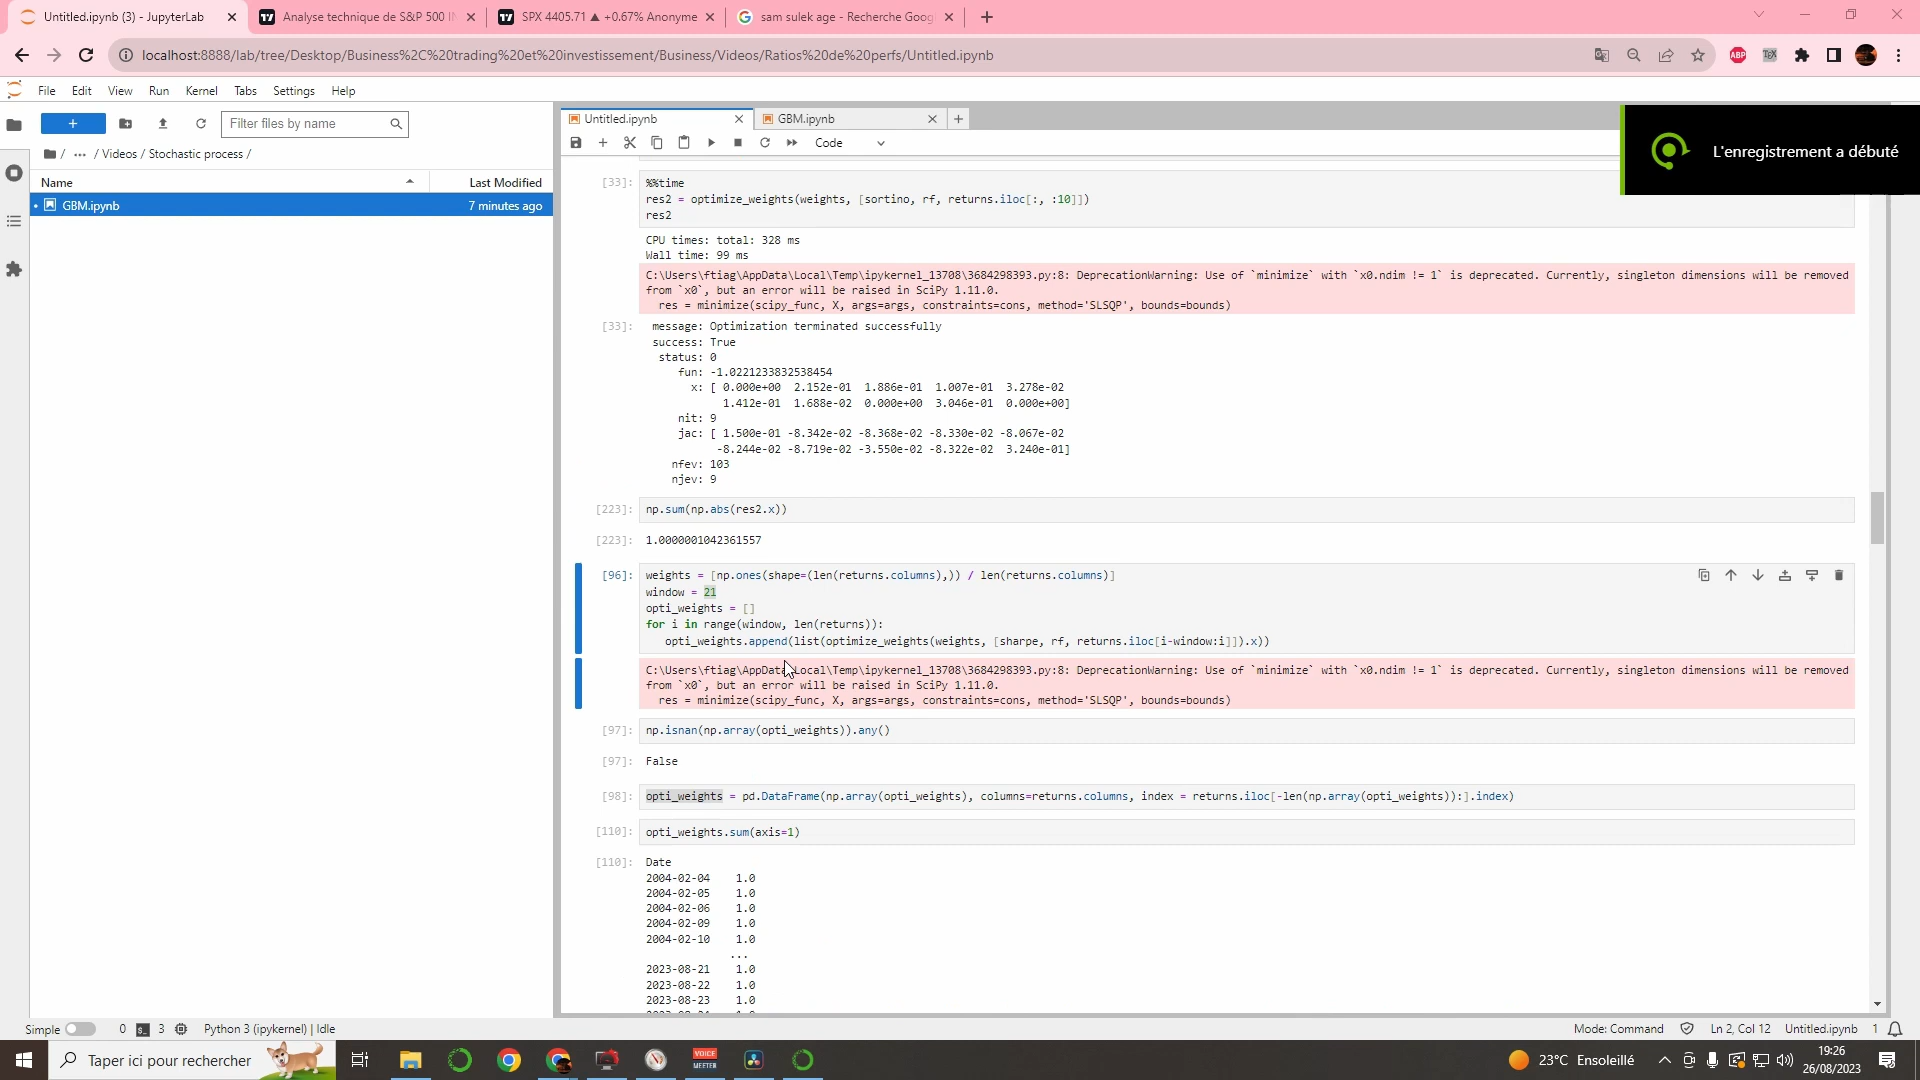 Untitled.ipynb (3) - JupyterLab
Analyse technique de S&P 500 IN
SPX 4405.71 ▲ +0.67% Anonyme
sam sulek age - Recherche Goog
localhost:8888/lab/tree/Desktop/Business%2C%20trading%20et%20investissement/Business/Videos/Ratios%20de%20perfs/Untitled.ipynb
ABP
File Edit View Run Kernel Tabs Settings Help
Filter files by name
/ ... / Videos / Stochastic process /
Name Last Modified
GBM.ipynb 7 minutes ago
Untitled.ipynb
GBM.ipynb
Code
L'enregistrement a débuté
[33]: %%time
res2 = optimize_weights(weights, [sortino, rf, returns.iloc[:, :10]])
res2
CPU times: total: 328 ms
Wall time: 99 ms
C:\Users\ftiag\AppData\Local\Temp\ipykernel_13708\3684298393.py:8: DeprecationWarning: Use of `minimize` with `x0.ndim != 1` is deprecated. Currently, singleton dimensions will be removed
from `x0`, but an error will be raised in SciPy 1.11.0.
res = minimize(scipy_func, X, args=args, constraints=cons, method='SLSQP', bounds=bounds)
[33]: message: Optimization terminated successfully
success: True
status: 0
fun: -1.0221233832538454
x: [ 0.000e+00 2.152e-01 1.886e-01 1.007e-01 3.278e-02
1.412e-01 1.688e-02 0.000e+00 3.046e-01 0.000e+00]
nit: 9
jac: [ 1.500e-01 -8.342e-02 -8.368e-02 -8.330e-02 -8.067e-02
-8.244e-02 -8.719e-02 -3.550e-02 -8.322e-02 3.240e-01]
nfev: 103
njev: 9
[223]: np.sum(np.abs(res2.x))
[223]: 1.0000001042361557
[96]: weights = [np.ones(shape=(len(returns.columns),)) / len(returns.columns)]
window = 21
opti_weights = []
for i in range(window, len(returns)):
opti_weights.append(list(optimize_weights(weights, [sharpe, rf, returns.iloc[i-window:i]]).x))
C:\Users\ftiag\AppData\Local\Temp\ipykernel_13708\3684298393.py:8: DeprecationWarning: Use of `minimize` with `x0.ndim != 1` is deprecated. Currently, singleton dimensions will be removed
from `x0`, but an error will be raised in SciPy 1.11.0.
res = minimize(scipy_func, X, args=args, constraints=cons, method='SLSQP', bounds=bounds)
[97]: np.isnan(np.array(opti_weights)).any()
[97]: False
[98]: opti_weights = pd.DataFrame(np.array(opti_weights), columns=returns.columns, index = returns.iloc[-len(np.array(opti_weights)):].index)
[110]: opti_weights.sum(axis=1)
[110]: Date
2004-02-04 1.0
2004-02-05 1.0
2004-02-06 1.0
2004-02-09 1.0
2004-02-10 1.0
...
2023-08-21 1.0
2023-08-22 1.0
2023-08-23 1.0
Simple 0 3 Python 3 (ipykernel) | Idle
Mode: Command Ln 2, Col 12 Untitled.ipynb 1
Taper ici pour rechercher
VOICE
MEETER
23°C Ensoleillé
19:26
26/08/2023